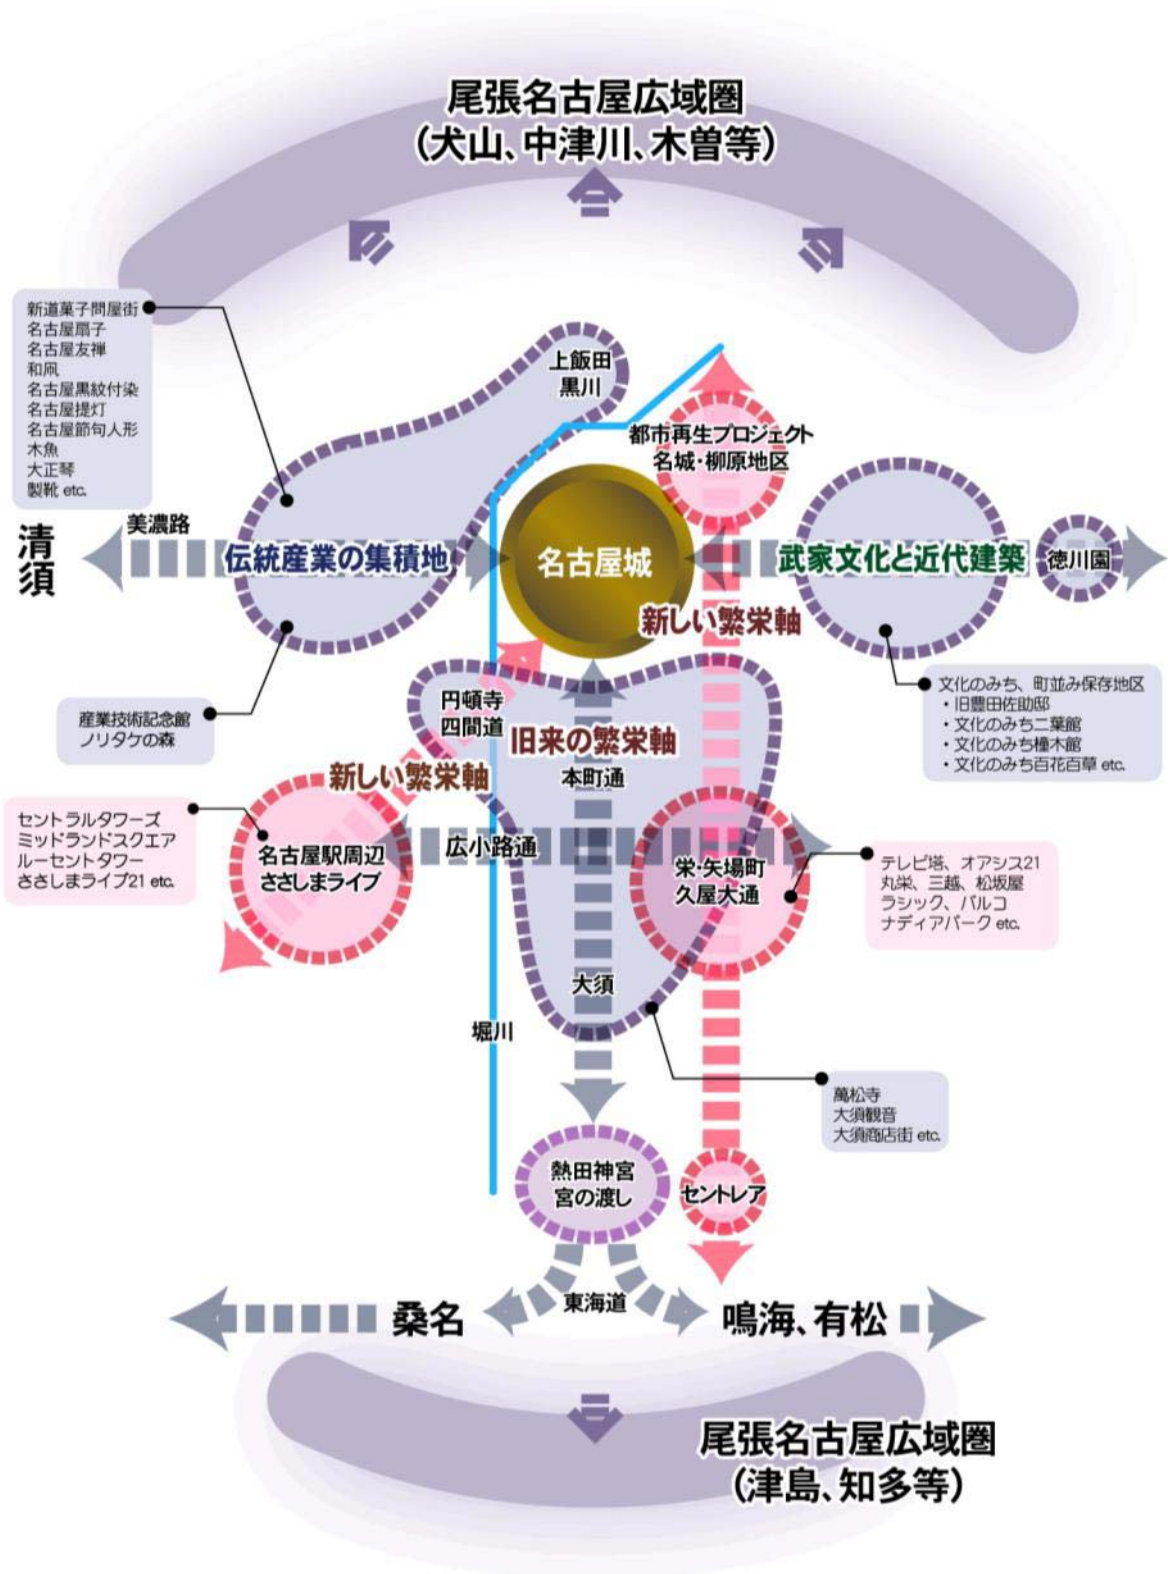 尾張名古屋広域圏
（犬山、中津川、木曽等）
新道菓子問屋街
名古屋扇子
名古屋友禅
和凧
名古屋黒紋付染
名古屋提灯
名古屋節句人形
木魚
大正琴
製靴 etc.
上飯田
黒川
都市再生プロジェクト
名城・柳原地区
清須
美濃路
伝統産業の集積地
名古屋城
武家文化と近代建築
徳川園
新しい繁栄軸
産業技術記念館
ノリタケの森
円頓寺
四間道
旧来の繁栄軸
本町通
文化のみち、町並み保存地区
・旧豊田佐助邸
・文化のみち二葉館
・文化のみち橦木館
・文化のみち百花百草 etc.
新しい繁栄軸
セントラルタワーズ
ミッドランドスクエア
ルーセントタワー
ささしまライブ21 etc.
名古屋駅周辺
ささしまライブ
広小路通
栄・矢場町
久屋大通
テレビ塔、オアシス21
丸栄、三越、松坂屋
ラシック、パルコ
ナディアパーク etc.
大須
堀川
萬松寺
大須観音
大須商店街 etc.
熱田神宮
宮の渡し
セントレア
東海道
桑名
鳴海、有松
尾張名古屋広域圏
（津島、知多等）